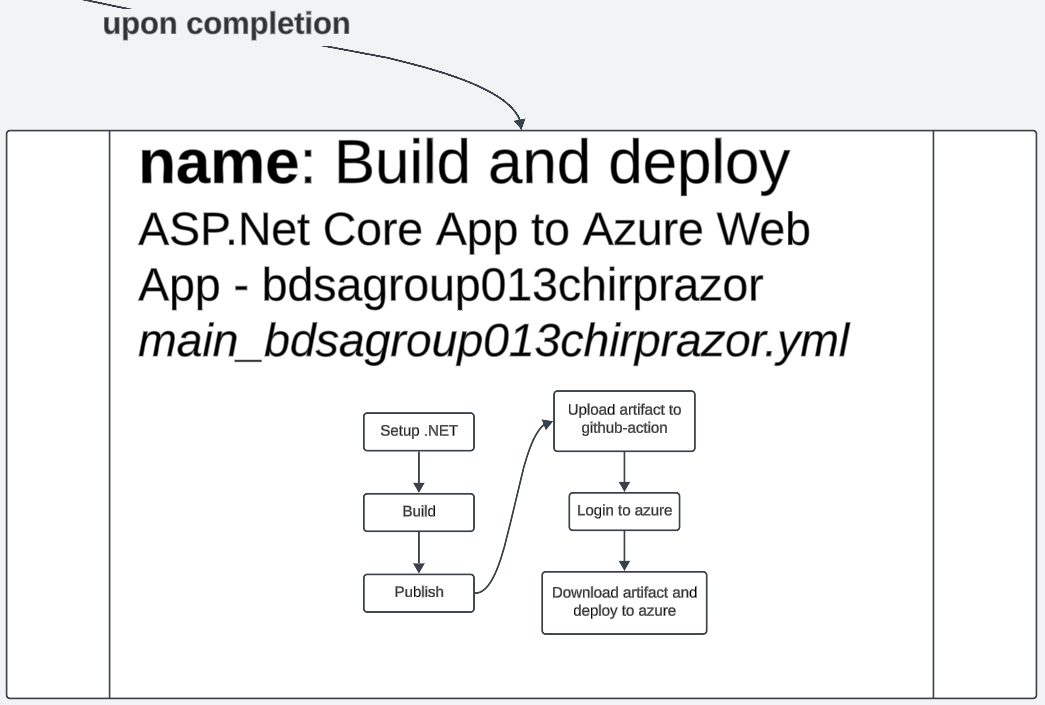 upon completion
name: Build and deploy
ASP.Net Core App to Azure Web
App - bdsagroup013chirprazor
main_bdsagroup013chirprazor.yml
Setup .NET
Build
Publish
Upload artifact to
github-action
Login to azure
Download artifact and
deploy to azure